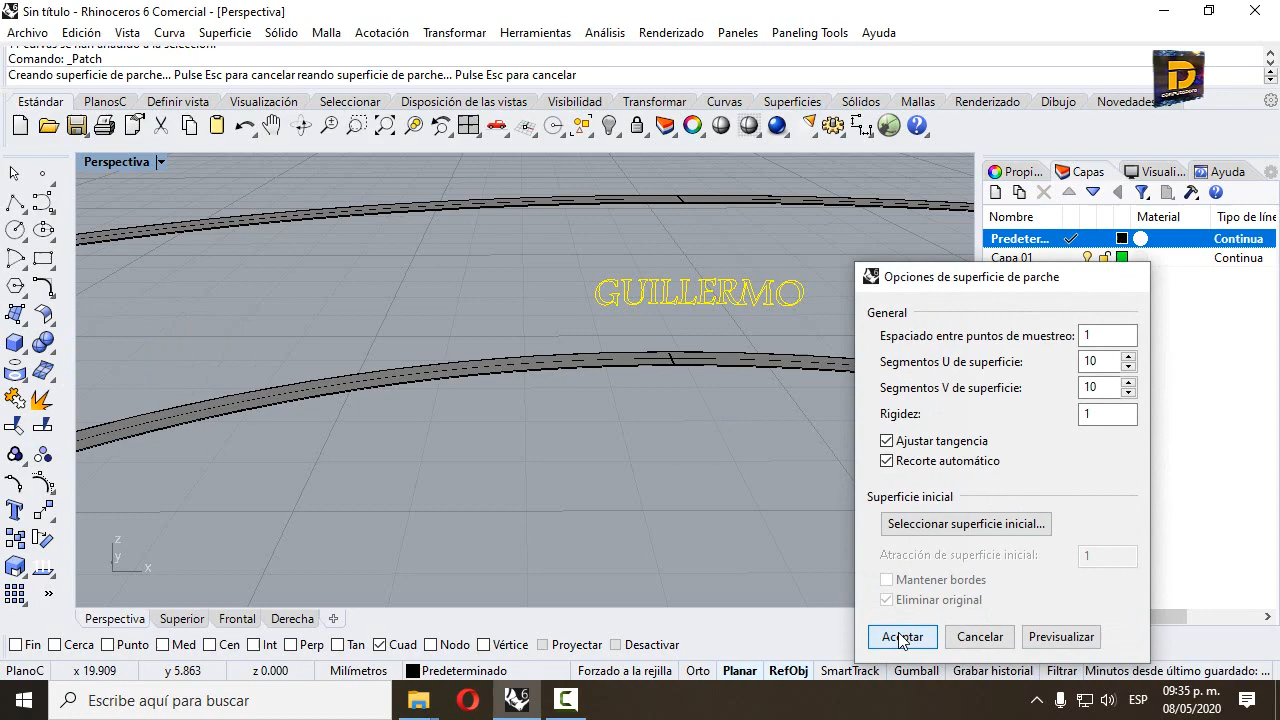 Sin título - Rhinoceros 6 Comercial - [Perspectiva]
Archivo Edición Vista Curva Superficie Sólido Malla Acotación Transformar Herramientas Análisis Renderizado Paneles Paneling Tools Ayuda
Comando: _Patch
Creando superficie de parche... Pulse Esc para cancelar reando superficie de parche... Pulse Esc para cancelar
Estándar PlanosC Definir vista Visualización Seleccionar Disposición vistas Visibilidad Transformar Curvas Superficies Sólidos Mallas Renderizado Dibujo Novedades
Perspectiva
Propi... Capas Visuali... Ayuda
Nombre Material Tipo de líne
Predeter... Continua
Capa 01 Continua
GUILLERMO
Opciones de superficie de parche
General
Espaciado entre puntos de muestreo: 1
Segmentos U de superficie: 10
Segmentos V de superficie: 10
Rigidez: 1
Ajustar tangencia
Recorte automático
Superficie inicial
Seleccionar superficie inicial...
Atracción de superficie inicial: 1
Mantener bordes
Eliminar original
Aceptar Cancelar Previsualizar
z
y
x
Perspectiva Superior Frontal Derecha
Fin Cerca Punto Med Cen Int Perp Tan Cuad Nodo Vértice Proyectar Desactivar
PlanoC x 19.909 y 5.863 z 0.000 Milímetros Predeterminado Forzado a la rejilla Orto Planar RefObj SmartTrack Gumball Grabar historial Filtrar Minutos desde último guardado:
Escribe aquí para buscar
ESP
09:35 p. m.
08/05/2020